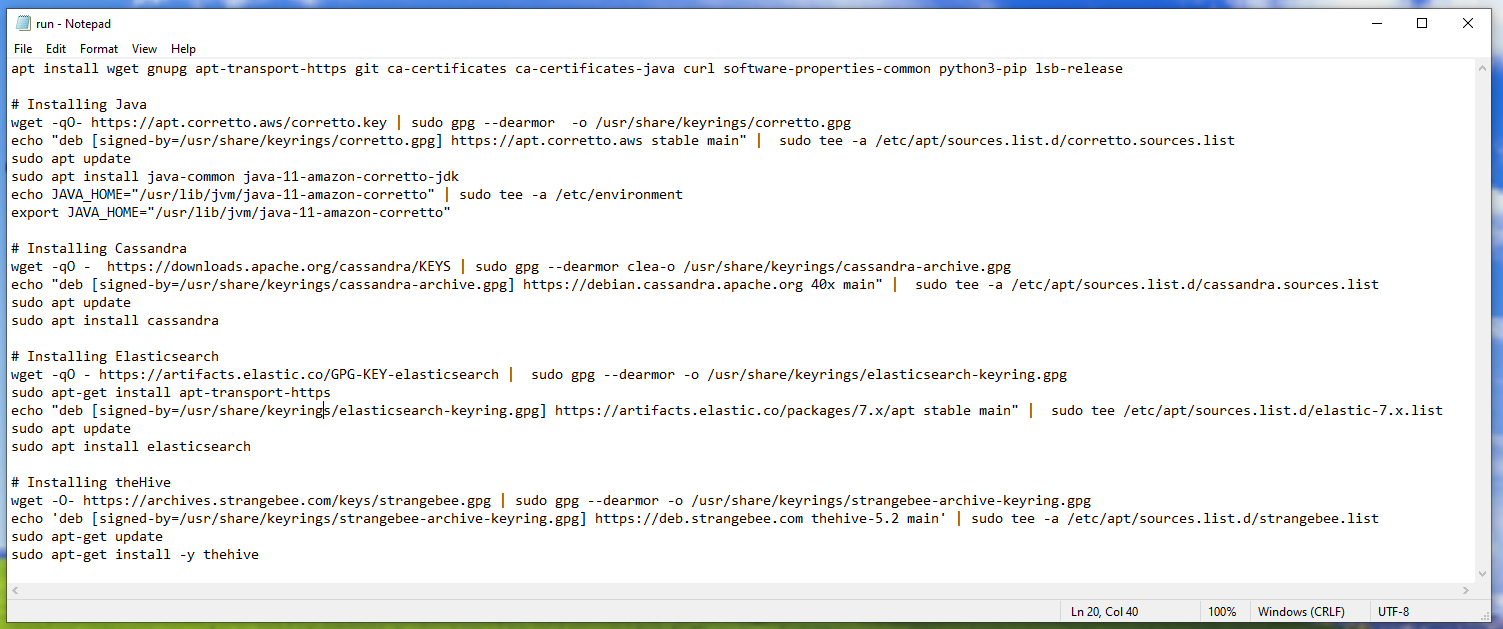 run - Notepad
File Edit Format View Help
apt install wget gnupg apt-transport-https git ca-certificates ca-certificates-java curl software-properties-common python3-pip lsb-release
# Installing Java
wget -qO- https://apt.corretto.aws/corretto.key | sudo gpg --dearmor  -o /usr/share/keyrings/corretto.gpg
echo "deb [signed-by=/usr/share/keyrings/corretto.gpg] https://apt.corretto.aws stable main" |  sudo tee -a /etc/apt/sources.list.d/corretto.sources.list
sudo apt update
sudo apt install java-common java-11-amazon-corretto-jdk
echo JAVA_HOME="/usr/lib/jvm/java-11-amazon-corretto" | sudo tee -a /etc/environment
export JAVA_HOME="/usr/lib/jvm/java-11-amazon-corretto"
# Installing Cassandra
wget -qO -  https://downloads.apache.org/cassandra/KEYS | sudo gpg --dearmor clea-o /usr/share/keyrings/cassandra-archive.gpg
echo "deb [signed-by=/usr/share/keyrings/cassandra-archive.gpg] https://debian.cassandra.apache.org 40x main" |  sudo tee -a /etc/apt/sources.list.d/cassandra.sources.list
sudo apt update
sudo apt install cassandra
# Installing Elasticsearch
wget -qO - https://artifacts.elastic.co/GPG-KEY-elasticsearch |  sudo gpg --dearmor -o /usr/share/keyrings/elasticsearch-keyring.gpg
sudo apt-get install apt-transport-https
echo "deb [signed-by=/usr/share/keyrings/elasticsearch-keyring.gpg] https://artifacts.elastic.co/packages/7.x/apt stable main" |  sudo tee /etc/apt/sources.list.d/elastic-7.x.list
sudo apt update
sudo apt install elasticsearch
# Installing theHive
wget -O- https://archives.strangebee.com/keys/strangebee.gpg | sudo gpg --dearmor -o /usr/share/keyrings/strangebee-archive-keyring.gpg
echo 'deb [signed-by=/usr/share/keyrings/strangebee-archive-keyring.gpg] https://deb.strangebee.com thehive-5.2 main' | sudo tee -a /etc/apt/sources.list.d/strangebee.list
sudo apt-get update
sudo apt-get install -y thehive
Ln 20, Col 40 100% Windows (CRLF) UTF-8